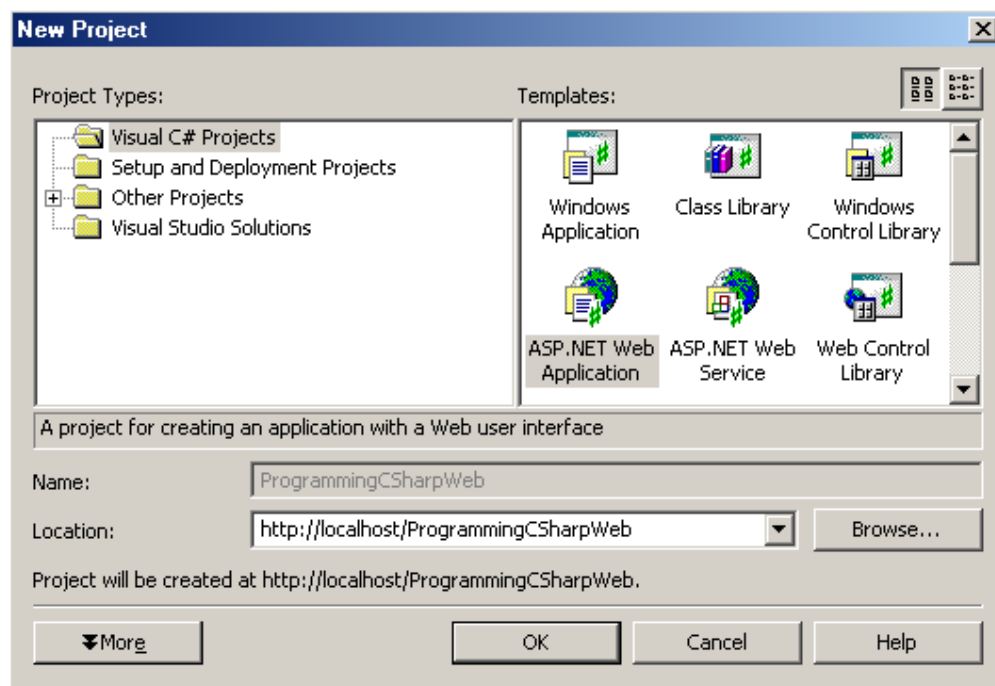 New Project
Project Types:
Templates:
Visual C# Projects
Setup and Deployment Projects
Other Projects
Visual Studio Solutions
Windows
Application
Class Library
Windows
Control Library
ASP.NET Web
Application
ASP.NET Web
Service
Web Control
Library
A project for creating an application with a Web user interface
Name:
ProgrammingCSharpWeb
Location:
http://localhost/ProgrammingCSharpWeb
Browse...
Project will be created at http://localhost/ProgrammingCSharpWeb.
More
OK
Cancel
Help